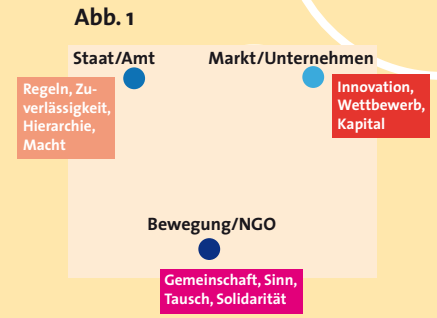 Abb. 1
Staat/Amt
Markt/Unternehmen
Regeln, Zu-
verlässigkeit,
Hierarchie,
Macht
Innovation,
Wettbewerb,
Kapital
Bewegung/NGO
Gemeinschaft, Sinn,
Tausch, Solidarität